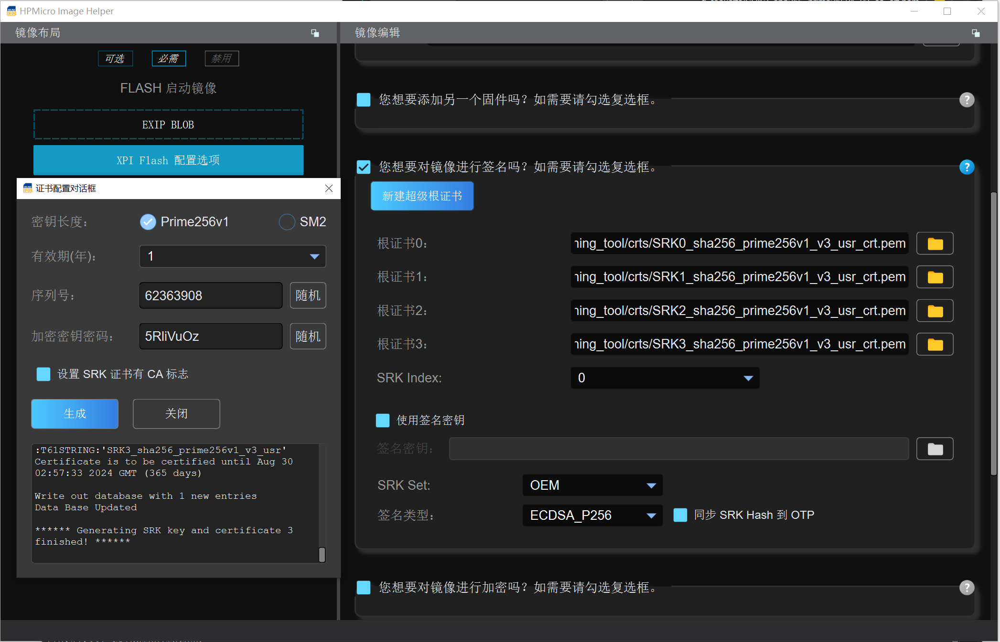 HPMicro Image Helper
镜像布局
可选
必需
禁用
FLASH 启动镜像
EXIP BLOB
XPI Flash 配置选项
证书配置对话框
密钥长度：
Prime256v1
SM2
有效期(年)：
1
序列号：
62363908
随机
加密密钥密码：
5RliVuOz
随机
设置 SRK 证书有 CA 标志
生成
关闭
:T61STRING:'SRK3_sha256_prime256v1_v3_usr'
Certificate is to be certified until Aug 30
02:57:33 2024 GMT (365 days)
Write out database with 1 new entries
Data Base Updated
****** Generating SRK key and certificate 3
finished! ******
镜像编辑
您想要添加另一个固件吗？如需要请勾选复选框。
?
您想要对镜像进行签名吗？如需要请勾选复选框。
?
新建超级根证书
根证书0：
ning_tool/crts/SRK0_sha256_prime256v1_v3_usr_crt.pem
根证书1：
ning_tool/crts/SRK1_sha256_prime256v1_v3_usr_crt.pem
根证书2：
ning_tool/crts/SRK2_sha256_prime256v1_v3_usr_crt.pem
根证书3：
ning_tool/crts/SRK3_sha256_prime256v1_v3_usr_crt.pem
SRK Index:
0
使用签名密钥
签名密钥：
SRK Set:
OEM
签名类型：
ECDSA_P256
同步 SRK Hash 到 OTP
您想要对镜像进行加密吗？如需要请勾选复选框。
?